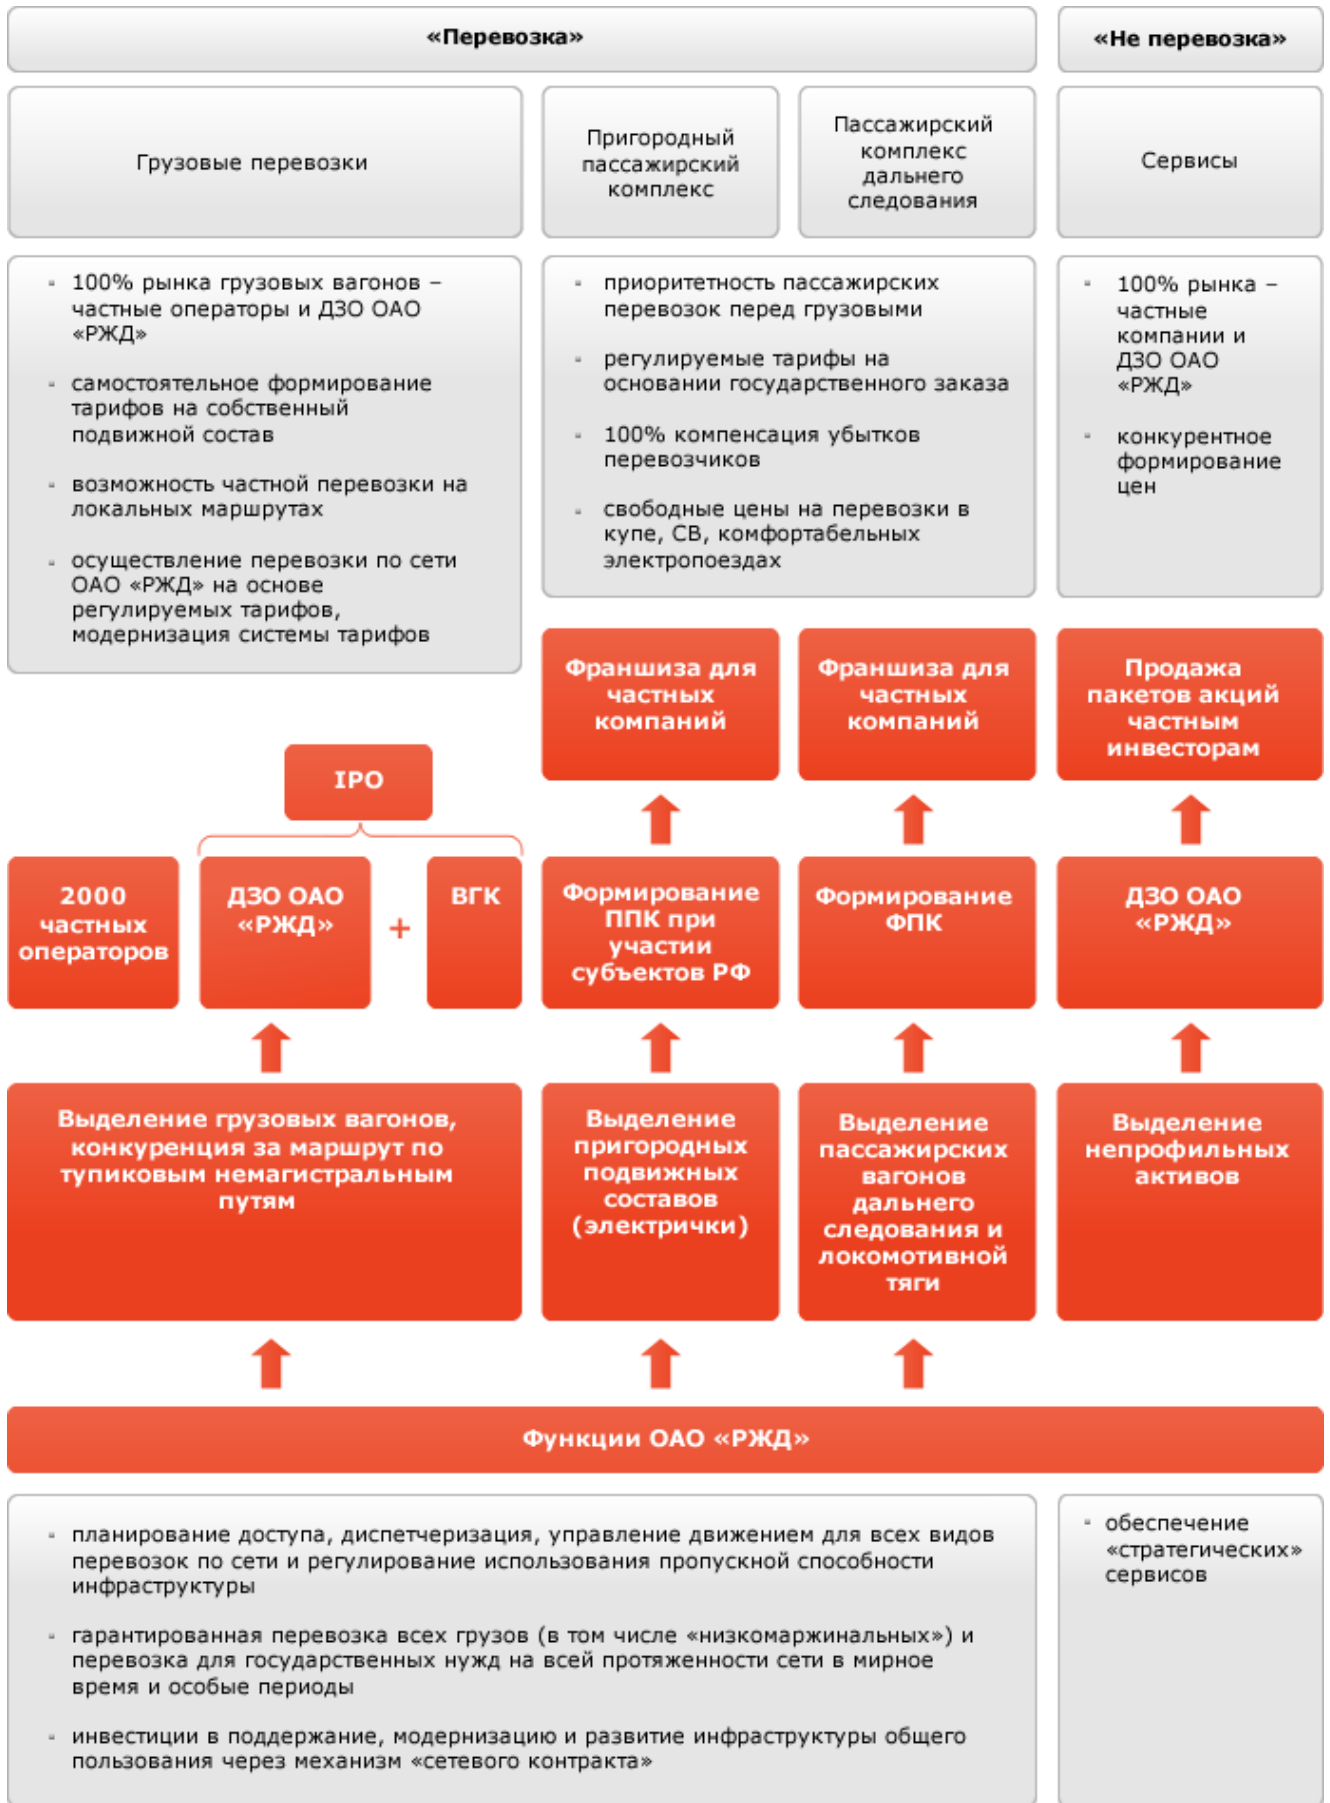 «Перевозка»
«Не перевозка»
Грузовые перевозки
Пригородный
пассажирский
комплекс
Пассажирский
комплекс
дальнего
следования
Сервисы
▫ 100% рынка грузовых вагонов –
частные операторы и ДЗО ОАО
«РЖД»
▫ самостоятельное формирование
тарифов на собственный
подвижной состав
▫ возможность частной перевозки на
локальных маршрутах
▫ осуществление перевозки по сети
ОАО «РЖД» на основе
регулируемых тарифов,
модернизация системы тарифов
▫ приоритетность пассажирских
перевозок перед грузовыми
▫ регулируемые тарифы на
основании государственного заказа
▫ 100% компенсация убытков
перевозчиков
▫ свободные цены на перевозки в
купе, СВ, комфортабельных
электропоездах
▫ 100% рынка –
частные
компании и
ДЗО ОАО
«РЖД»
▫ конкурентное
формирование
цен
Франшиза для
частных
компаний
Франшиза для
частных
компаний
Продажа
пакетов акций
частным
инвесторам
IPO
2000
частных
операторов
ДЗО ОАО
«РЖД»
+
ВГК
Формирование
ППК при
участии
субъектов РФ
Формирование
ФПК
ДЗО ОАО
«РЖД»
Выделение грузовых вагонов,
конкуренция за маршрут по
тупиковым немагистральным
путям
Выделение
пригородных
подвижных
составов
(электрички)
Выделение
пассажирских
вагонов
дальнего
следования и
локомотивной
тяги
Выделение
непрофильных
активов
Функции ОАО «РЖД»
▫ планирование доступа, диспетчеризация, управление движением для всех видов
перевозок по сети и регулирование использования пропускной способности
инфраструктуры
▫ гарантированная перевозка всех грузов (в том числе «низкомаржинальных») и
перевозка для государственных нужд на всей протяженности сети в мирное
время и особые периоды
▫ инвестиции в поддержание, модернизацию и развитие инфраструктуры общего
пользования через механизм «сетевого контракта»
▫ обеспечение
«стратегических»
сервисов